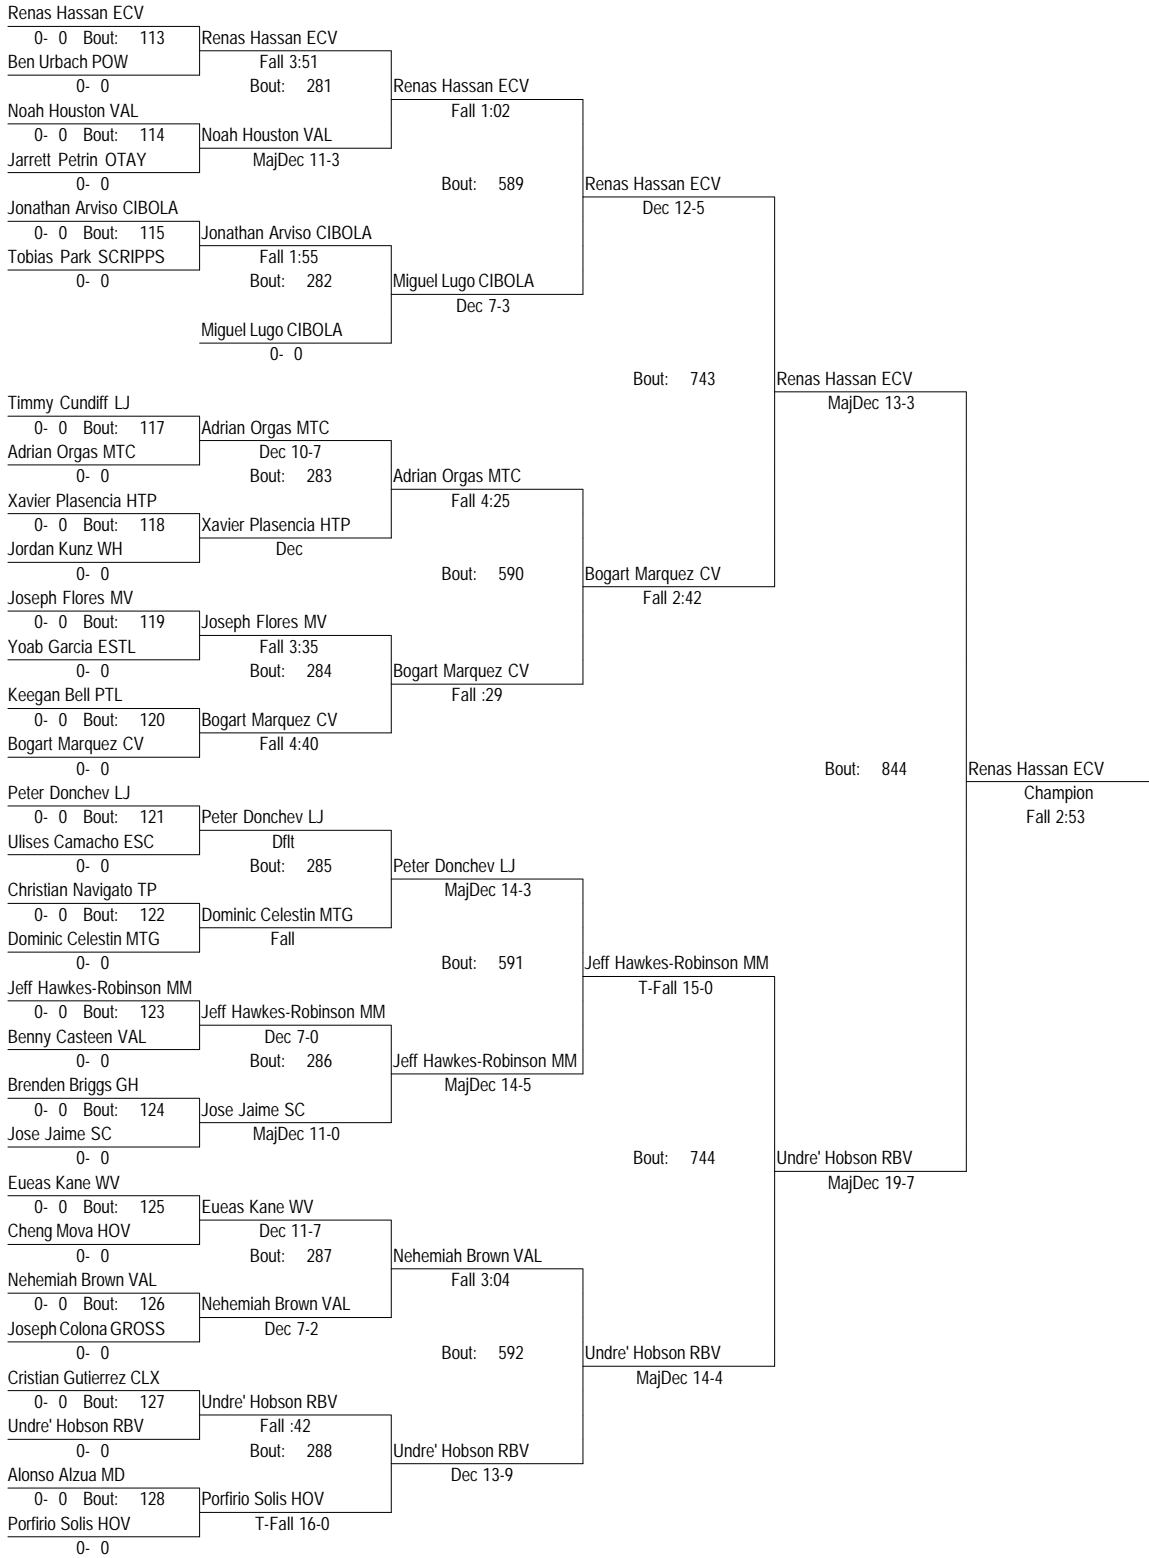 Renas Hassan ECV
0- 0 Bout: 113 Renas Hassan ECV
Ben Urbach POW Fall 3:51
0- 0 Bout: 281 Renas Hassan ECV
Noah Houston VAL Fall 1:02
0- 0 Bout: 114 Noah Houston VAL
Jarrett Petrin OTAY MajDec 11-3
0- 0 Bout: 589 Renas Hassan ECV
Jonathan Arviso CIBOLA Dec 12-5
0- 0 Bout: 115 Jonathan Arviso CIBOLA
Tobias Park SCRIPPS Fall 1:55
0- 0 Bout: 282 Miguel Lugo CIBOLA
Dec 7-3
Miguel Lugo CIBOLA
0- 0
Bout: 743 Renas Hassan ECV
Timmy Cundiff LJ MajDec 13-3
0- 0 Bout: 117 Adrian Orgas MTC
Adrian Orgas MTC Dec 10-7
0- 0 Bout: 283 Adrian Orgas MTC
Xavier Plasencia HTP Fall 4:25
0- 0 Bout: 118 Xavier Plasencia HTP
Jordan Kunz WH Dec
0- 0 Bout: 590 Bogart Marquez CV
Joseph Flores MV Fall 2:42
0- 0 Bout: 119 Joseph Flores MV
Yoab Garcia ESTL Fall 3:35
0- 0 Bout: 284 Bogart Marquez CV
Keegan Bell PTL Fall :29
0- 0 Bout: 120 Bogart Marquez CV
Bogart Marquez CV Fall 4:40
0- 0 Bout: 844 Renas Hassan ECV
Peter Donchev LJ Champion
0- 0 Bout: 121 Peter Donchev LJ Fall 2:53
Ulises Camacho ESC Dflt
0- 0 Bout: 285 Peter Donchev LJ
Christian Navigato TP MajDec 14-3
0- 0 Bout: 122 Dominic Celestin MTG
Dominic Celestin MTG Fall
0- 0 Bout: 591 Jeff Hawkes-Robinson MM
Jeff Hawkes-Robinson MM T-Fall 15-0
0- 0 Bout: 123 Jeff Hawkes-Robinson MM
Benny Casteen VAL Dec 7-0
0- 0 Bout: 286 Jeff Hawkes-Robinson MM
Brenden Briggs GH MajDec 14-5
0- 0 Bout: 124 Jose Jaime SC
Jose Jaime SC MajDec 11-0
0- 0 Bout: 744 Undre' Hobson RBV
Eueas Kane WV MajDec 19-7
0- 0 Bout: 125 Eueas Kane WV
Cheng Mova HOV Dec 11-7
0- 0 Bout: 287 Nehemiah Brown VAL
Nehemiah Brown VAL Fall 3:04
0- 0 Bout: 126 Nehemiah Brown VAL
Joseph Colona GROSS Dec 7-2
0- 0 Bout: 592 Undre' Hobson RBV
Cristian Gutierrez CLX MajDec 14-4
0- 0 Bout: 127 Undre' Hobson RBV
Undre' Hobson RBV Fall :42
0- 0 Bout: 288 Undre' Hobson RBV
Alonso Alzua MD Dec 13-9
0- 0 Bout: 128 Porfirio Solis HOV
Porfirio Solis HOV T-Fall 16-0
0- 0